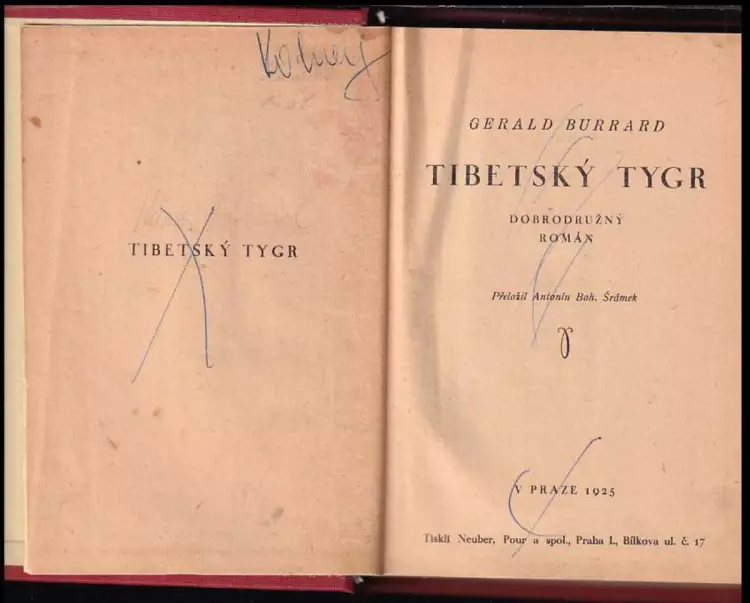 TIBETSKÝ TYGR
GERALD BURRARD
TIBETSKÝ TYGR
DOBRODRUŽNÝ
ROMÁN
Přeložil Antonín Boh. Šrámek
V PRAZE 1925
Tiskli Neuber, Pour a spol., Praha I., Bílkova ul. č. 17